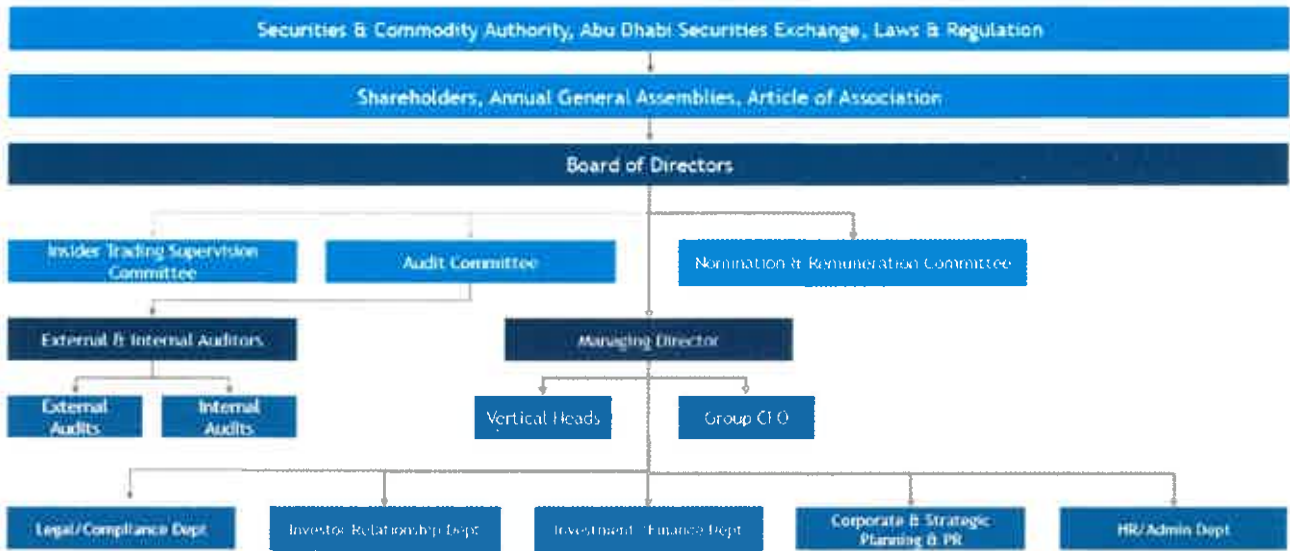 Securities & Commodity Authority, Abu Dhabi Securities Exchange, Laws & Regulation
Shareholders, Annual General Assemblies, Article of Association
Board of Directors
Insider Trading Supervision
Committee
Audit Committee
Nomination & Remuneration Committee
External & Internal Auditors
Managing Director
External
Audits
Internal
Audits
Vertical Heads
Group CFO
Legal/Compliance Dept
Investor Relationship Dept
Investment Finance Dept
Corporate & Strategic
Planning & PR
HR/Admin Dept